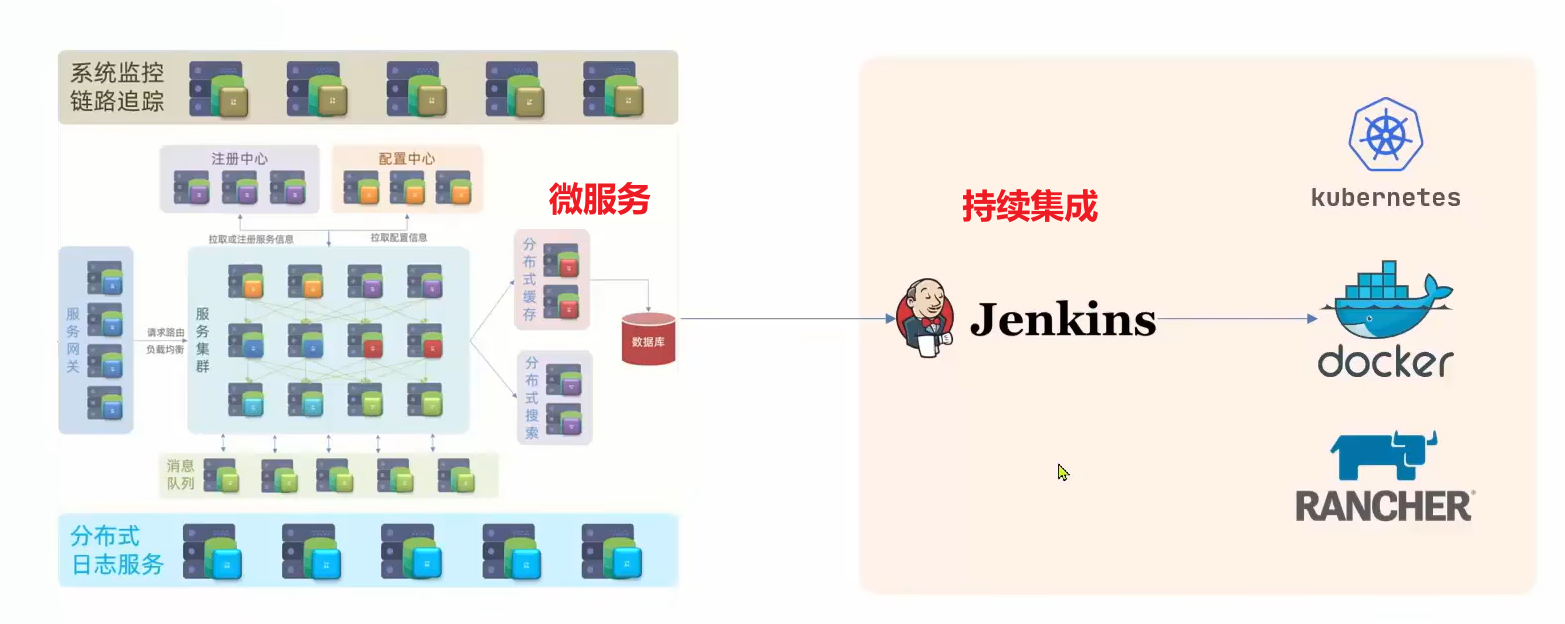 系统监控
链路追踪
注册中心
配置中心
微服务
拉取或注册服务信息
拉取配置信息
服务网关
请求路由
负载均衡
服务集群
分布式缓存
数据库
分布式搜索
消息
队列
分布式
日志服务
持续集成
kubernetes
Jenkins
docker
RANCHER®